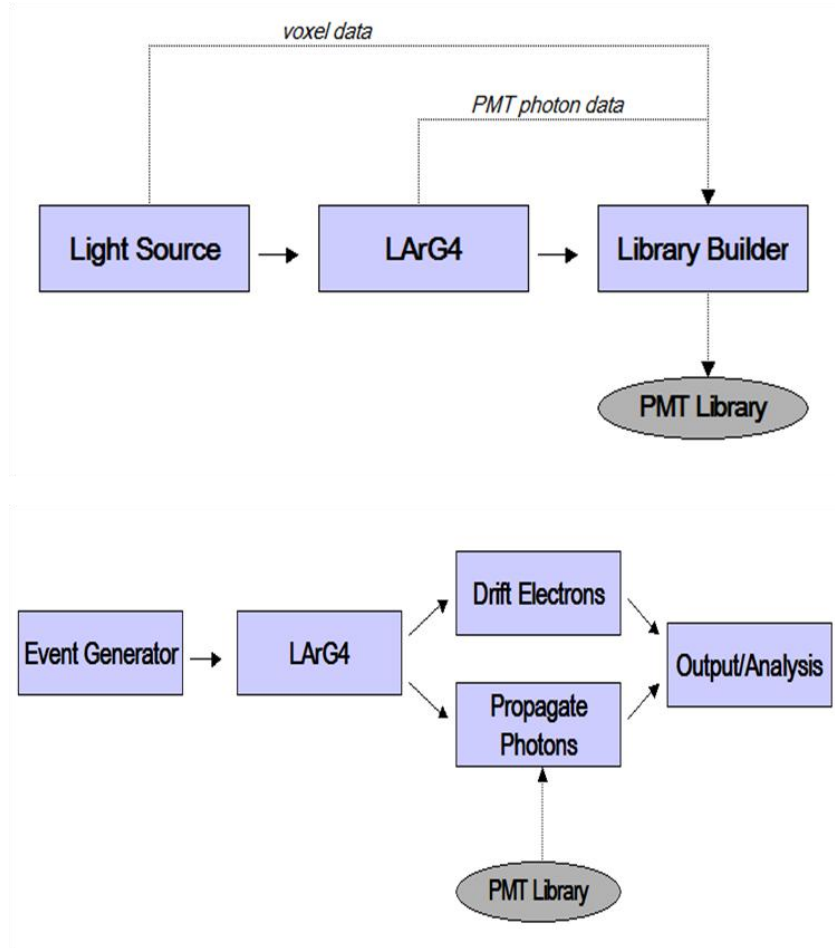 voxel data
PMT photon data
Light Source
LArG4
Library Builder
PMT Library
Drift Electrons
Event Generator
LArG4
Output/Analysis
Propagate
Photons
PMT Library